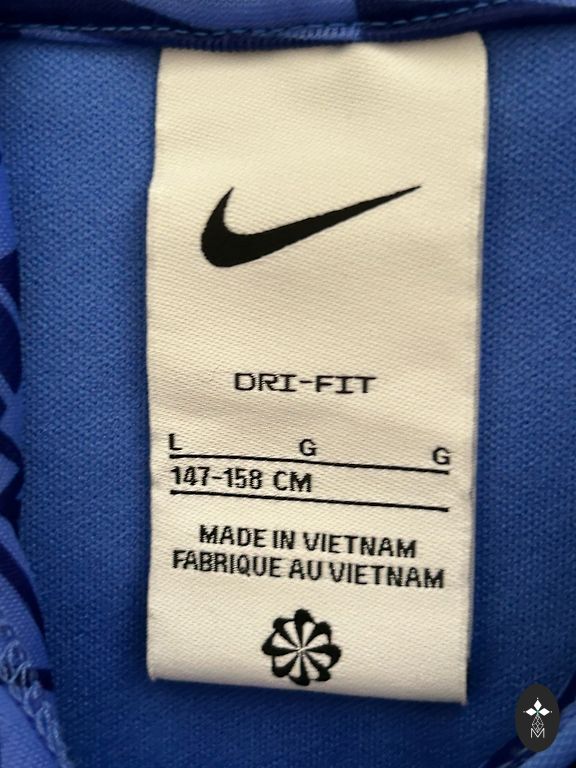 DRI-FIT
L G G
147-158 CM
MADE IN VIETNAM
FABRIQUE AU VIETNAM
M